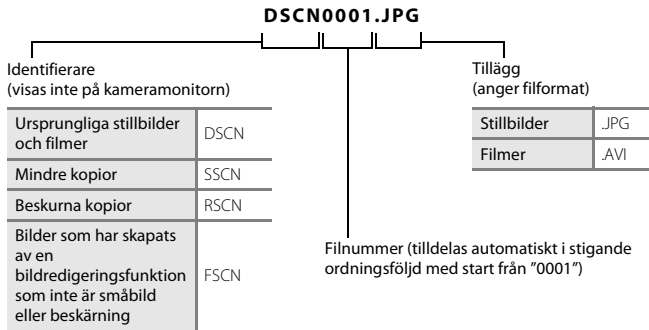 DSCN0001.JPG
Identifierare
(visas inte på kameramonitorn)
Ursprungliga stillbilder
och filmer
DSCN
Mindre kopior
SSCN
Beskurna kopior
RSCN
Bilder som har skapats
av en
bildredigeringsfunktion
som inte är småbild
eller beskärning
FSCN
Tillägg
(anger filformat)
Stillbilder
.JPG
Filmer
.AVI
Filnummer (tilldelas automatiskt i stigande
ordningsföljd med start från ”0001”)